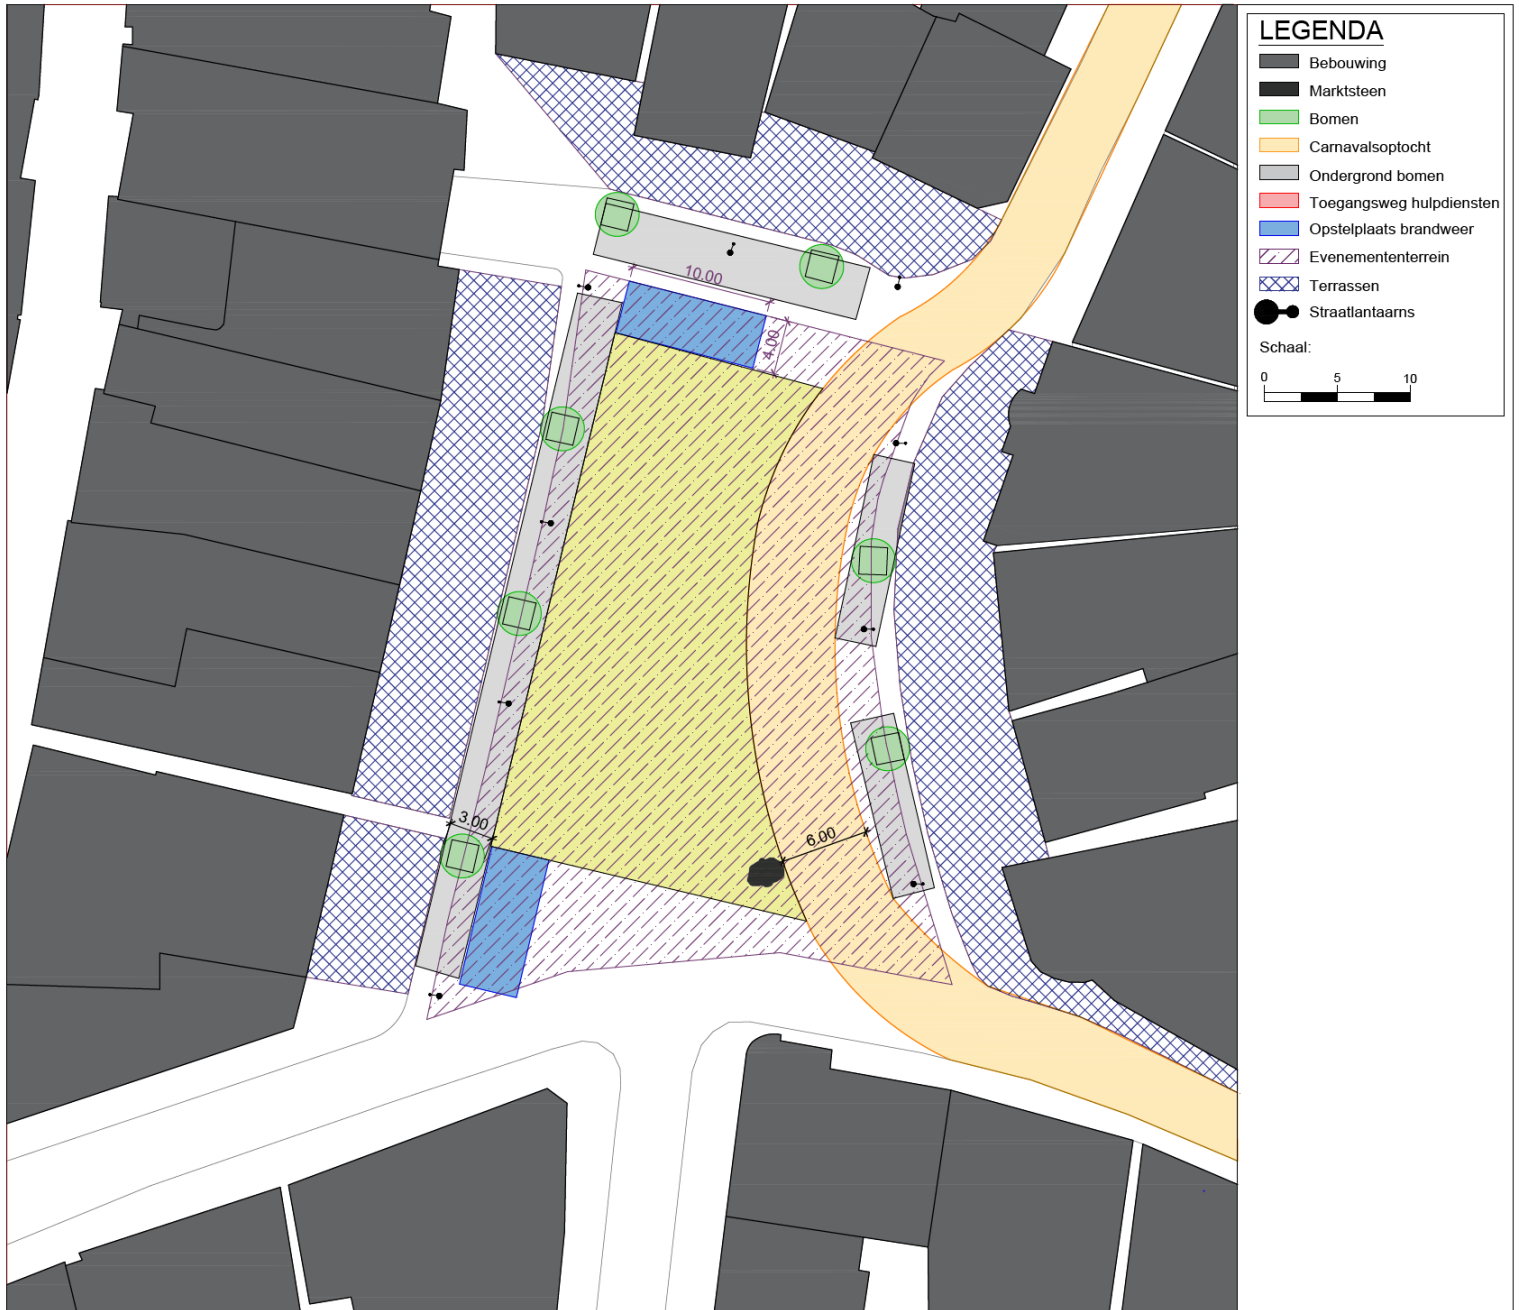 LEGENDA
Bebouwing
Marktsteen
Bomen
Carnavalsoptocht
Ondergrond bomen
Toegangsweg hulpdiensten
Opstelplaats brandweer
Evenemententerrein
Terrassen
Straatlantaarns
Schaal:
0 5 10
10.00
4.00
3.00
6.00